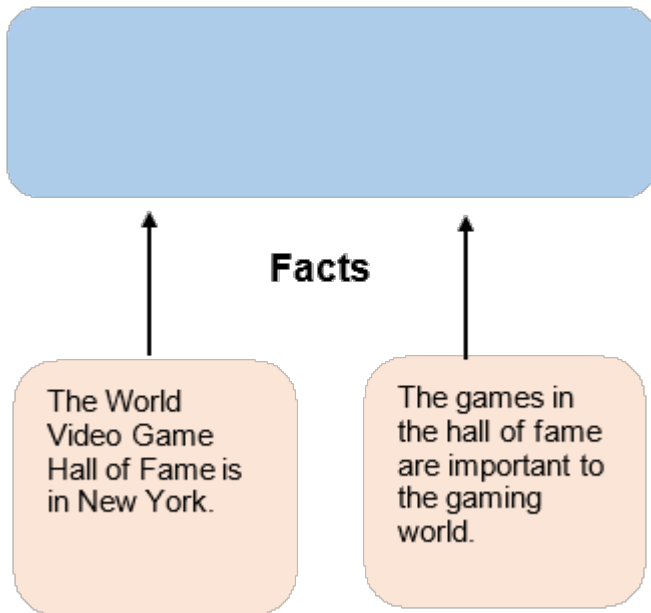 Facts
The World
Video Game
Hall of Fame is
in New York.
The games in
the hall of fame
are important to
the gaming
world.